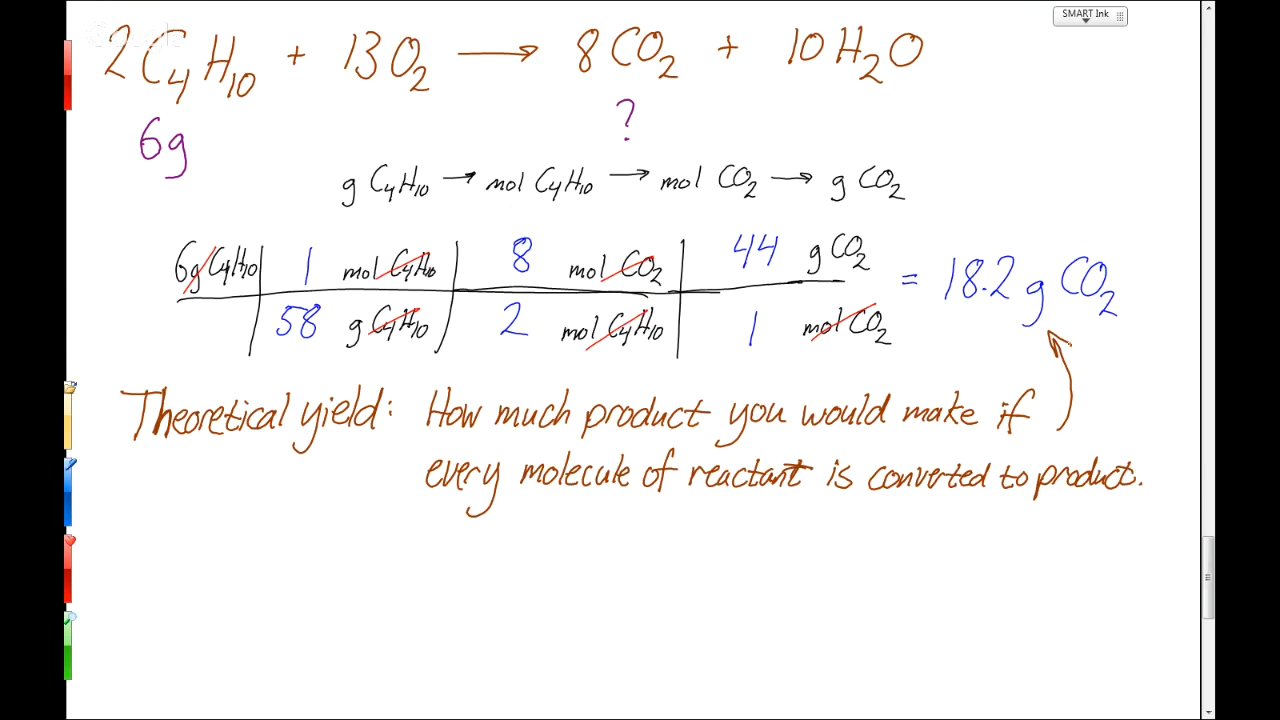 SMART Ink
Google
2C₄H₁₀ + 13O₂ → 8CO₂ + 10H₂O
6g ?
g C₄H₁₀ → mol C₄H₁₀ → mol CO₂ → g CO₂
6g C₄H₁₀ | 1 mol C₄H₁₀ | 8 mol CO₂ | 44 g CO₂ = 18.2 g CO₂
58 g C₄H₁₀ | 2 mol C₄H₁₀ | 1 mol CO₂
Theoretical yield: How much product you would make if
every molecule of reactant is converted to product.